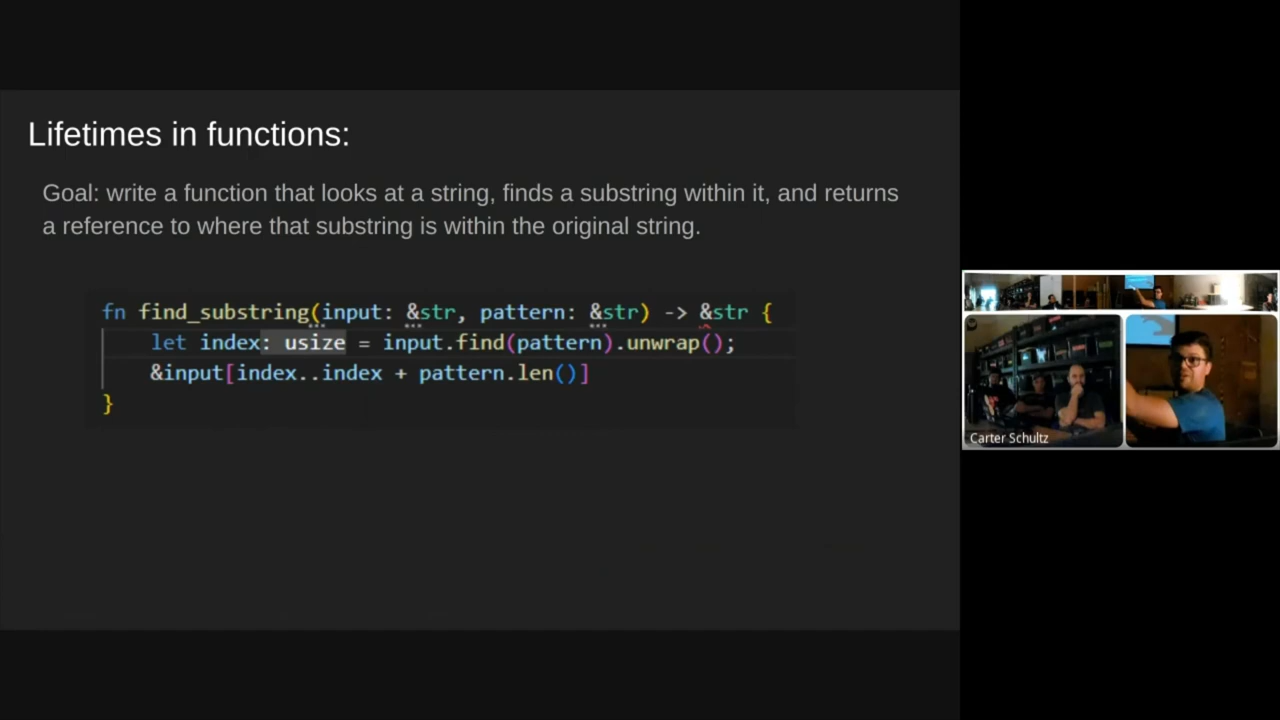 Lifetimes in functions:
Goal: write a function that looks at a string, finds a substring within it, and returns
a reference to where that substring is within the original string.
fn find_substring(input: &str, pattern: &str) -> &str {
let index: usize = input.find(pattern).unwrap();
&input[index..index + pattern.len()]
}
Carter Schultz